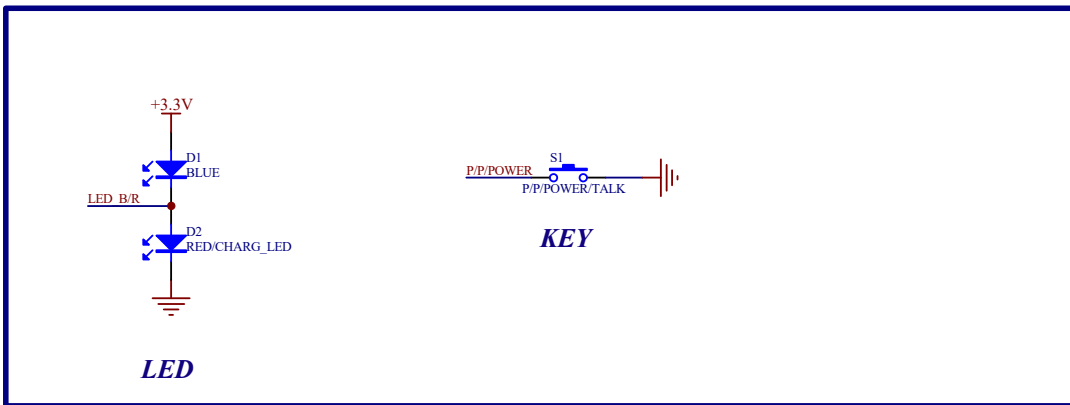 +3.3V
D1
BLUE
LED_B/R
D2
RED/CHARG_LED
LED
S1
P/P/POWER
P/P/POWER/TALK
KEY